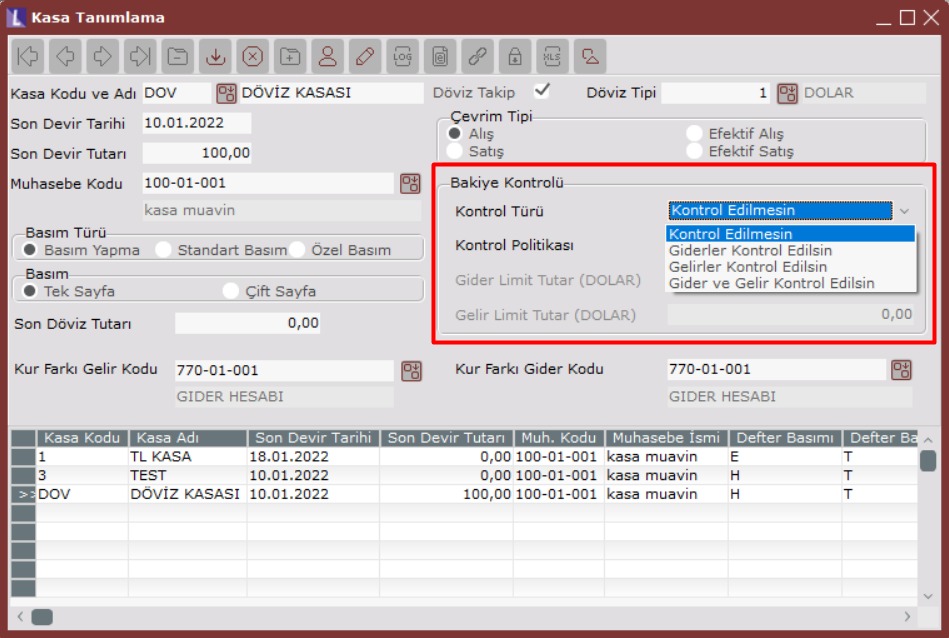 Kasa Tanımlama
LOG
XLS
Kasa Kodu ve Adı DOV DÖVİZ KASASI Döviz Takip Döviz Tipi 1 DOLAR
Son Devir Tarihi 10.01.2022
Çevrim Tipi
Alış Efektif Alış
Satış Efektif Satış
Son Devir Tutarı 100,00
Muhasebe Kodu 100-01-001
kasa muavin
Bakiye Kontrolü
Kontrol Türü Kontrol Edilmesin
Kontrol Edilmesin
Giderler Kontrol Edilsin
Gelirler Kontrol Edilsin
Gider ve Gelir Kontrol Edilsin
Kontrol Politikası
Gider Limit Tutar (DOLAR)
Gelir Limit Tutar (DOLAR) 0,00
Basım Türü
Basım Yapma Standart Basım Özel Basım
Basım
Tek Sayfa Çift Sayfa
Son Döviz Tutarı 0,00
Kur Farkı Gelir Kodu 770-01-001 Kur Farkı Gider Kodu 770-01-001
GIDER HESABI GIDER HESABI
Kasa Kodu Kasa Adı Son Devir Tarihi Son Devir Tutarı Muh. Kodu Muhasebe İsmi Defter Basımı Defter Ba
1 TL KASA 18.01.2022 0,00 100-01-001 kasa muavin E T
3 TEST 10.01.2022 0,00 100-01-001 kasa muavin H T
>> DOV DÖVİZ KASASI 10.01.2022 100,00 100-01-001 kasa muavin H T